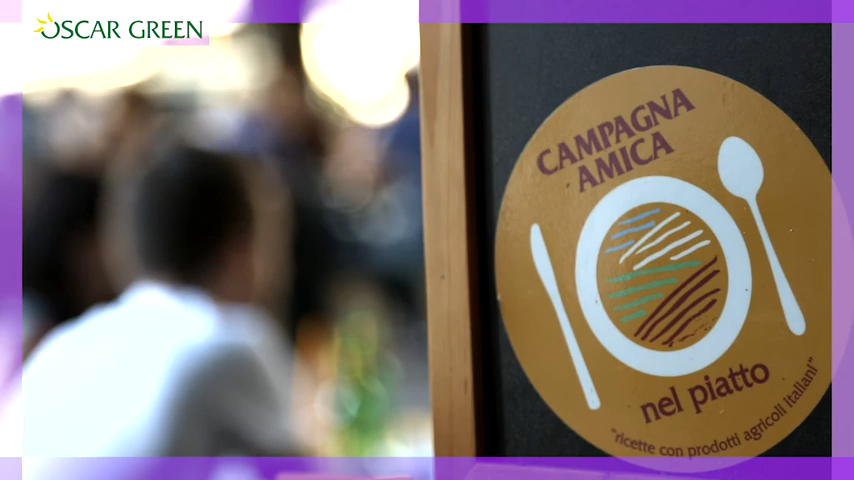 OSCAR GREEN
CAMPAGNA
AMICA
nel piatto
"ricette con prodotti agricoli italiani"